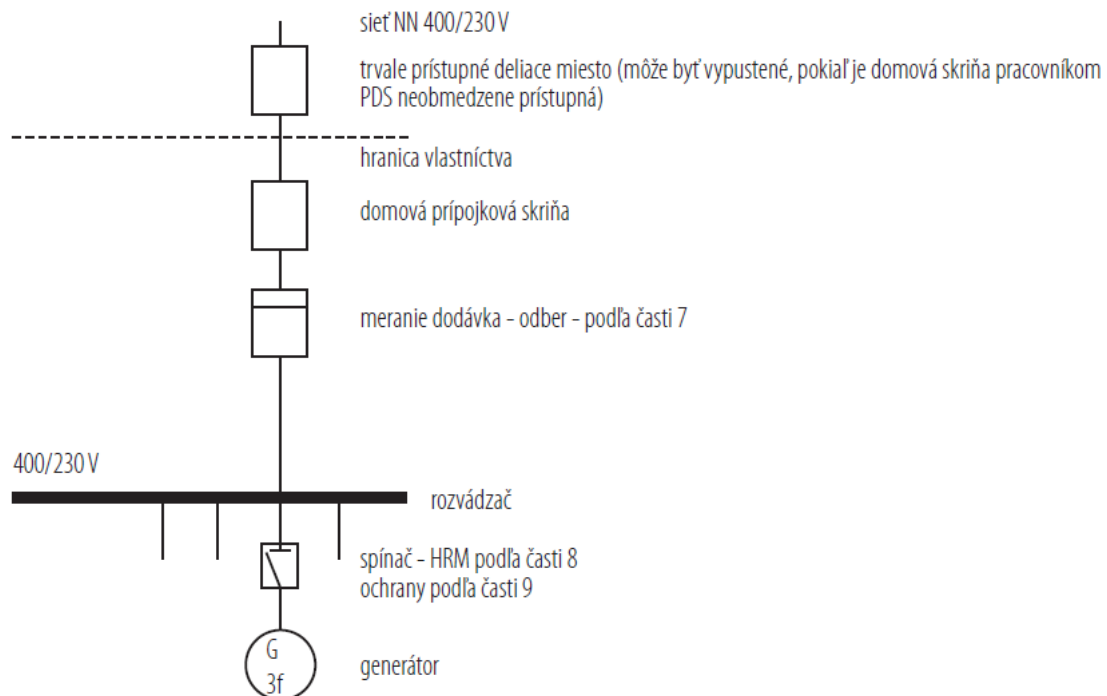 sieť NN 400/230 V
trvale prístupné deliace miesto (môže byť vypustené, pokiaľ je domová skriňa pracovníkom
PDS neobmedzene prístupná)
hranica vlastníctva
domová prípojková skriňa
meranie dodávka - odber - podľa časti 7
400/230 V
rozvádzač
spínač - HRM podľa časti 8
ochrany podľa časti 9
G
3f
generátor